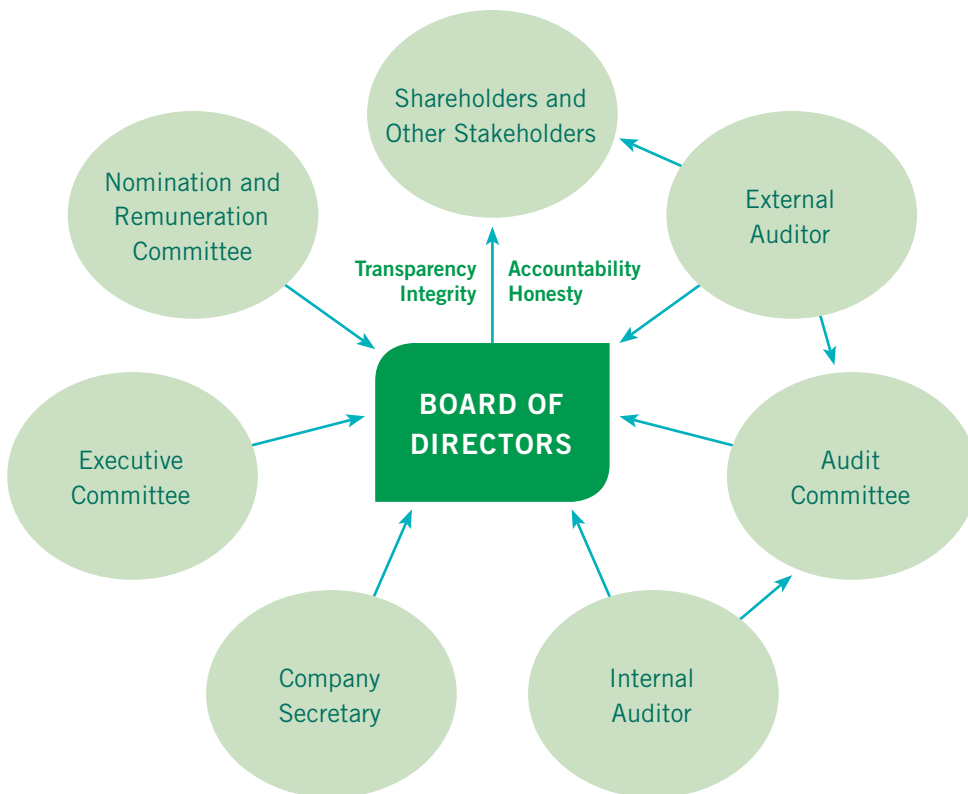 Shareholders and
Other Stakeholders
Nomination and
Remuneration
Committee
External
Auditor
Transparency
Integrity
Accountability
Honesty
BOARD OF
DIRECTORS
Executive
Committee
Audit
Committee
Company
Secretary
Internal
Auditor